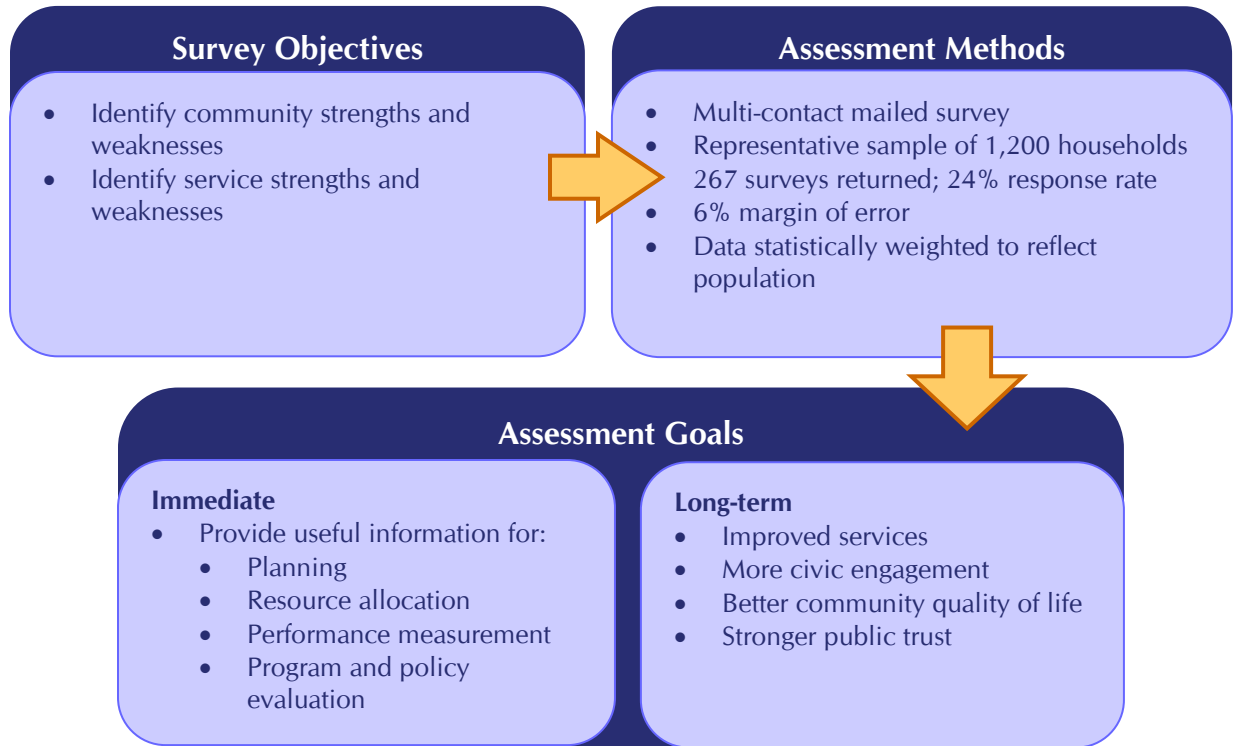 Survey Objectives
• Identify community strengths and
weaknesses
• Identify service strengths and
weaknesses
Assessment Methods
• Multi-contact mailed survey
• Representative sample of 1,200 households
267 surveys returned; 24% response rate
• 6% margin of error
• Data statistically weighted to reflect
population
Assessment Goals
Immediate
• Provide useful information for:
• Planning
• Resource allocation
• Performance measurement
• Program and policy
evaluation
Long-term
• Improved services
• More civic engagement
• Better community quality of life
• Stronger public trust